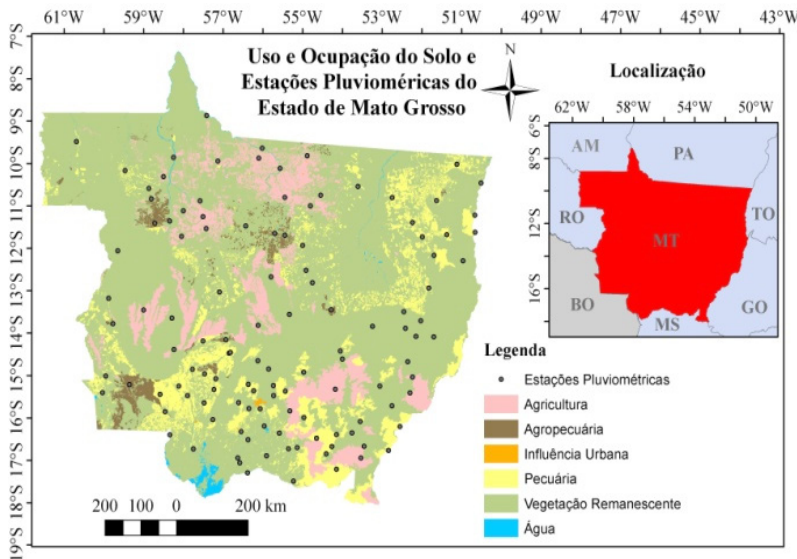 61°W 59°W 57°W 55°W 53°W 51°W 49°W 47°W 45°W 43°W
7°S
8°S
9°S
10°S
11°S
12°S
13°S
14°S
15°S
16°S
17°S
18°S
19°S
Uso e Ocupação do Solo e
Estações Pluvioméricas do
Estado de Mato Grosso
N
Localização
62°W 58°W 54°W 50°W
6°S
8°S
12°S
16°S
AM
PA
RO
MT
TO
BO
MS
GO
Legenda
Estações Pluviométricas
Agricultura
Agropecuária
Influência Urbana
Pecuária
Vegetação Remanescente
Água
200 100 0 200 km